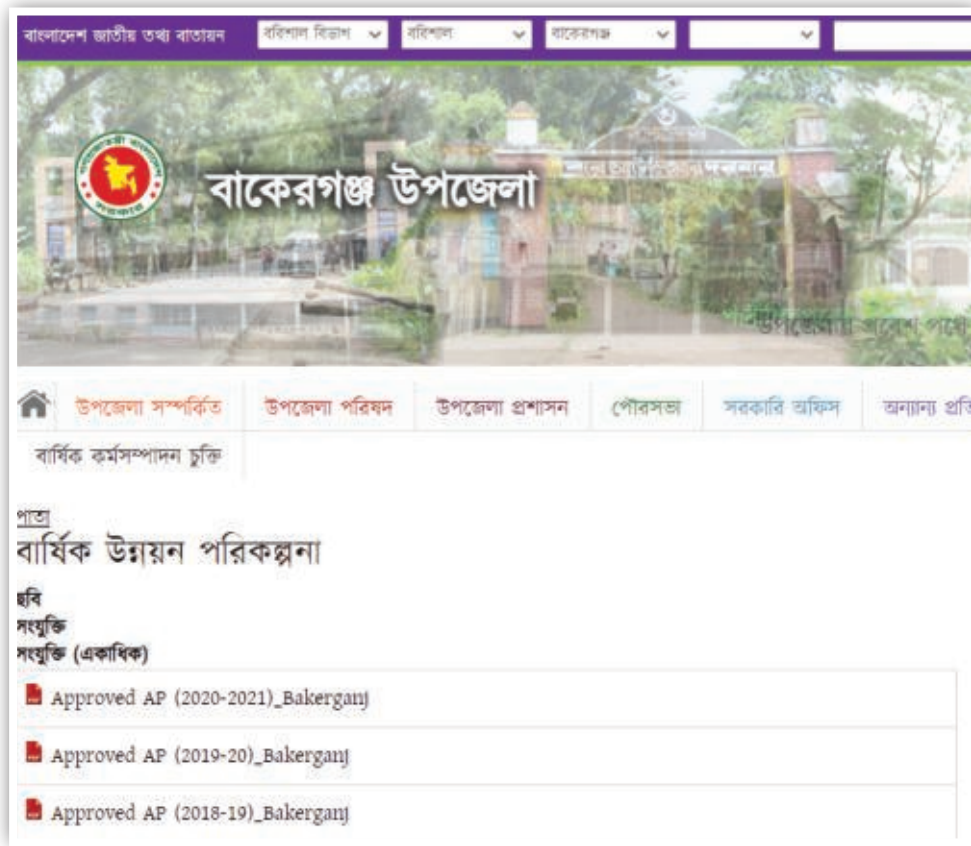 বাংলাদেশ জাতীয় তথ্য বাতায়ন বরিশাল বিভাগ বরিশাল বাকেরগঞ্জ
বাকেরগঞ্জ উপজেলা
উপজেলা সম্পর্কিত উপজেলা পরিষদ উপজেলা প্রশাসন পৌরসভা সরকারি অফিস অন্যান্য প্রতি
বার্ষিক কর্মসম্পাদন চুক্তি
পাতা
বার্ষিক উন্নয়ন পরিকল্পনা
ছবি
সংযুক্তি
সংযুক্তি (একাধিক)
Approved AP (2020-2021)_Bakerganj
Approved AP (2019-20)_Bakerganj
Approved AP (2018-19)_Bakerganj